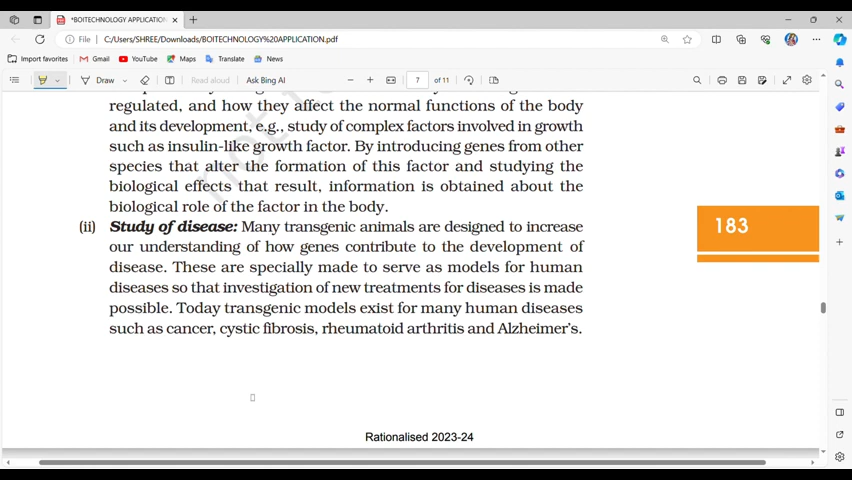 *BOITECHNOLOGY APPLICATION
File
C:/Users/SHREE/Downloads/BOITECHNOLOGY%20APPLICATION.pdf
Import favorites
Gmail
YouTube
Maps
Translate
News
Draw
Read aloud
Ask Bing AI
7
of 11
regulated, and how they affect the normal functions of the body
and its development, e.g., study of complex factors involved in growth
such as insulin-like growth factor. By introducing genes from other
species that alter the formation of this factor and studying the
biological effects that result, information is obtained about the
biological role of the factor in the body.
(ii) Study of disease: Many transgenic animals are designed to increase
our understanding of how genes contribute to the development of
disease. These are specially made to serve as models for human
diseases so that investigation of new treatments for diseases is made
possible. Today transgenic models exist for many human diseases
such as cancer, cystic fibrosis, rheumatoid arthritis and Alzheimer's.
183
Rationalised 2023-24